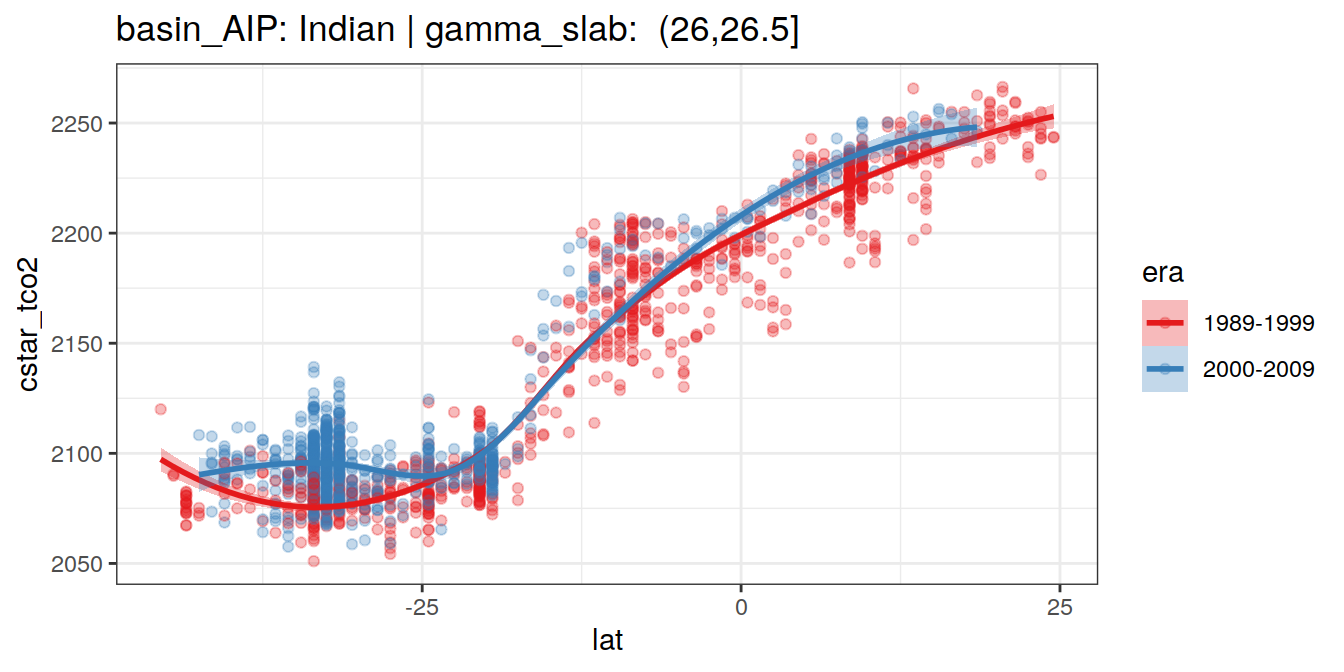 basin_AIP: Indian | gamma_slab:  (26,26.5]
cstar_tco2
2250
2200
2150
2100
2050
-25
0
25
lat
era
1989-1999
2000-2009